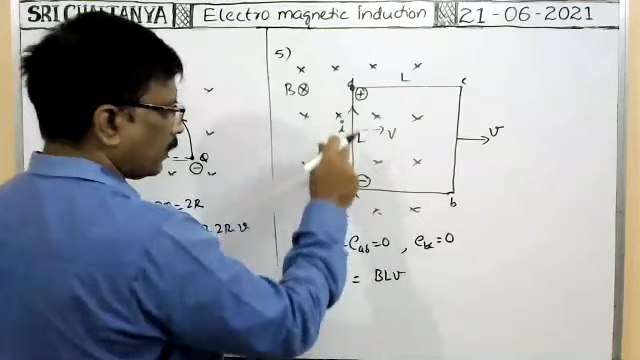 SRI CHAITANYA Electro magnetic Induction 21-06-2021
5)
L
c
B
+
i
L
V
v
Q
−
−
b
= 2R
2R v
e_ab = 0 , e_bc = 0
= BLv